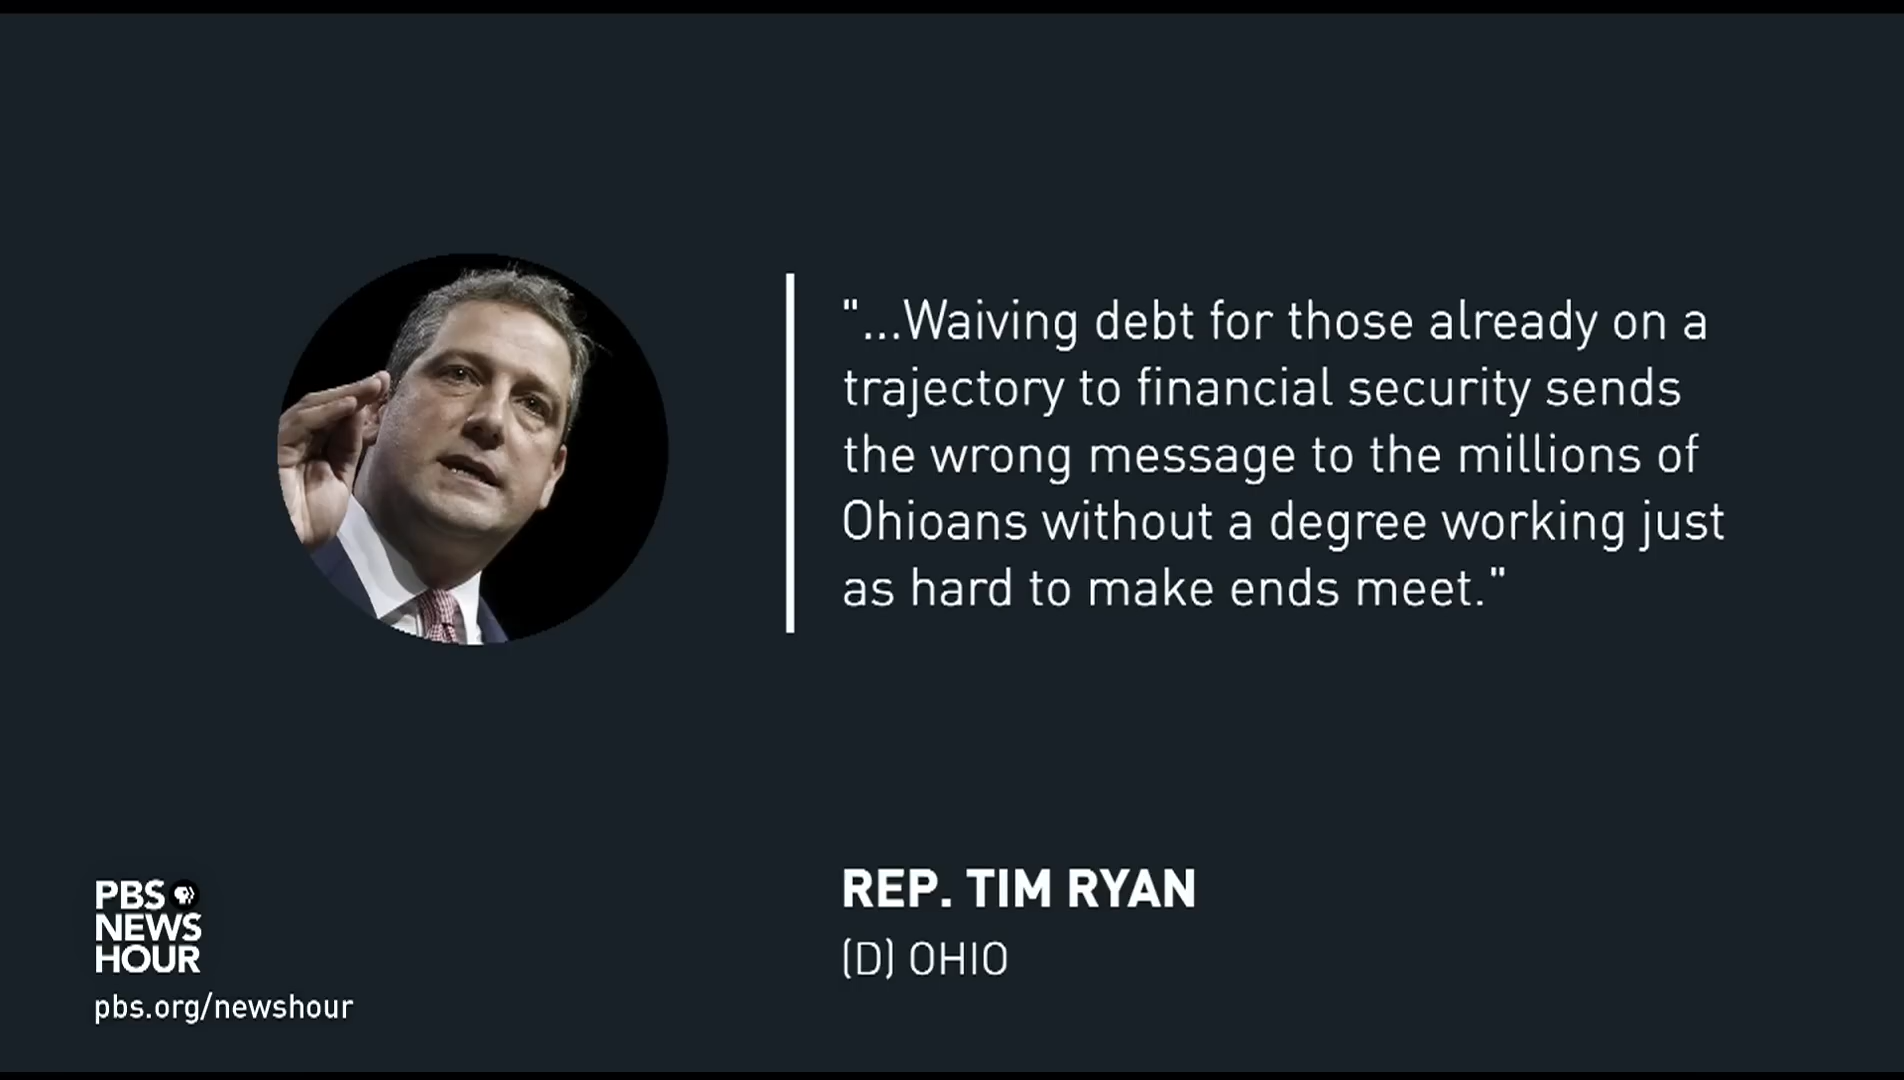 "...Waiving debt for those already on a
trajectory to financial security sends
the wrong message to the millions of
Ohioans without a degree working just
as hard to make ends meet."
REP. TIM RYAN
(D) OHIO
PBS
NEWS
HOUR
pbs.org/newshour